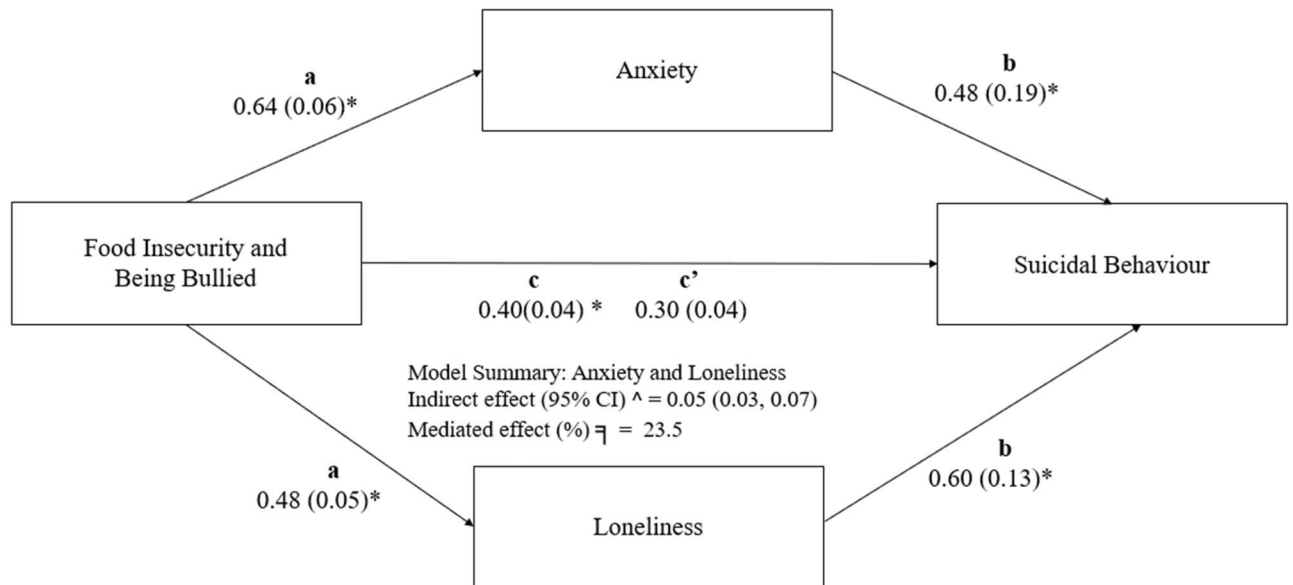 Anxiety
a
0.64 (0.06)*
b
0.48 (0.19)*
Food Insecurity and
Being Bullied
Suicidal Behaviour
c c’
0.40(0.04) * 0.30 (0.04)
Model Summary: Anxiety and Loneliness
Indirect effect (95% CI) ^ = 0.05 (0.03, 0.07)
Mediated effect (%) ╕ = 23.5
a
0.48 (0.05)*
b
0.60 (0.13)*
Loneliness